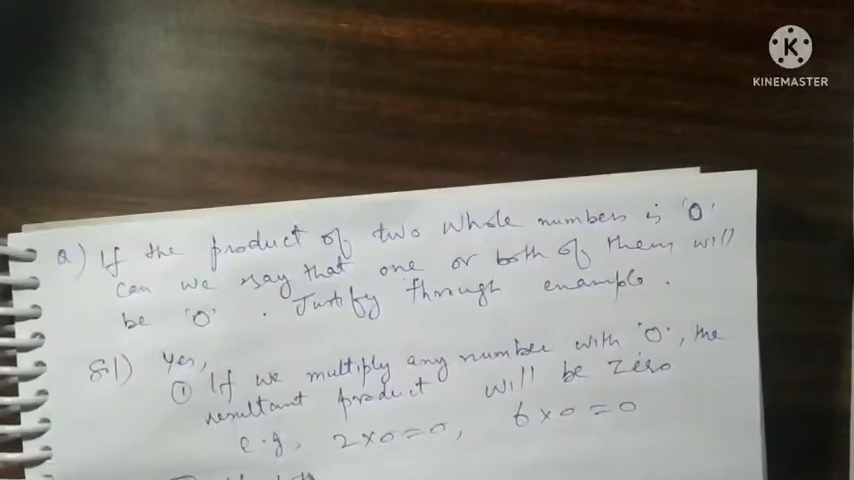 KINEMASTER
Q) If the product of two whole numbers is '0'
can we say that one or both of them will
be '0'. Justify through example.
Sol) Yes,
① If we multiply any number with '0', the
resultant product will be zero
e.g, 2×0=0, 6×0=0